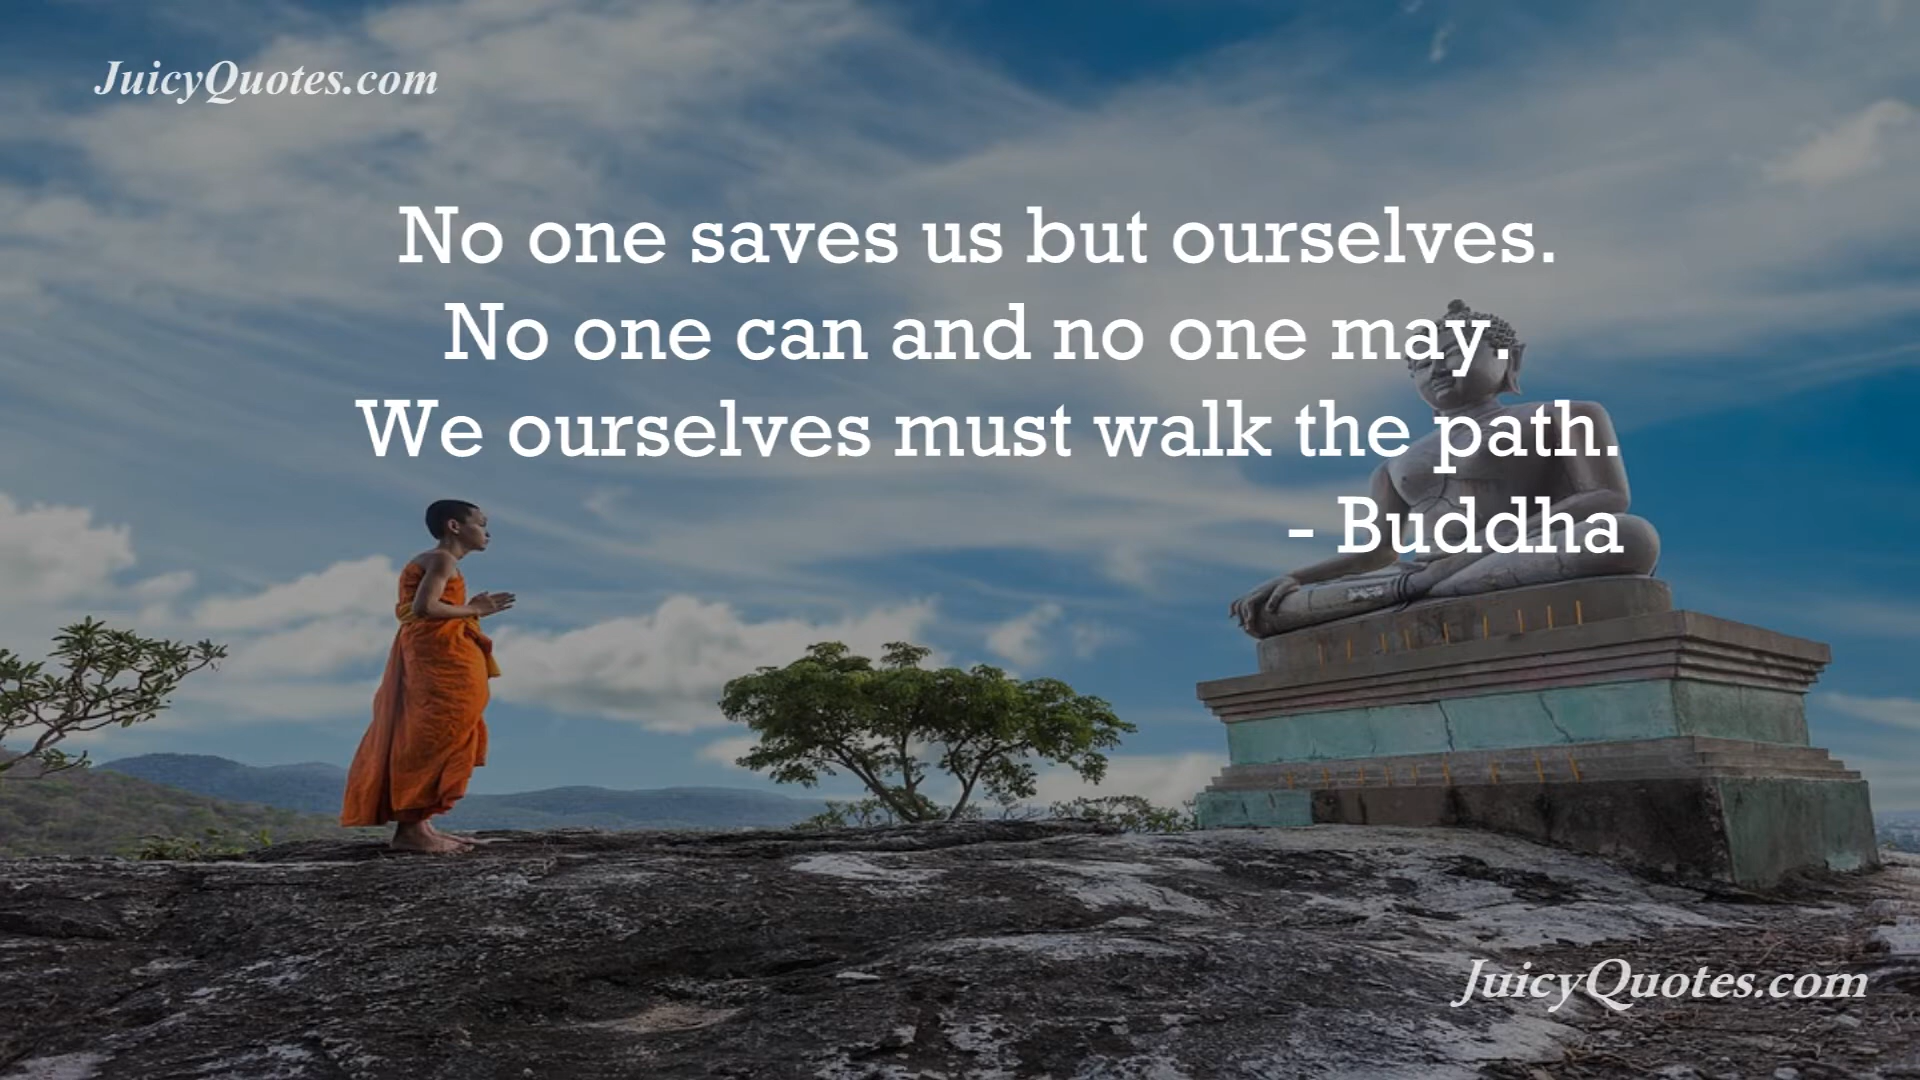 JuicyQuotes.com
No one saves us but ourselves.
No one can and no one may.
We ourselves must walk the path.
- Buddha
JuicyQuotes.com